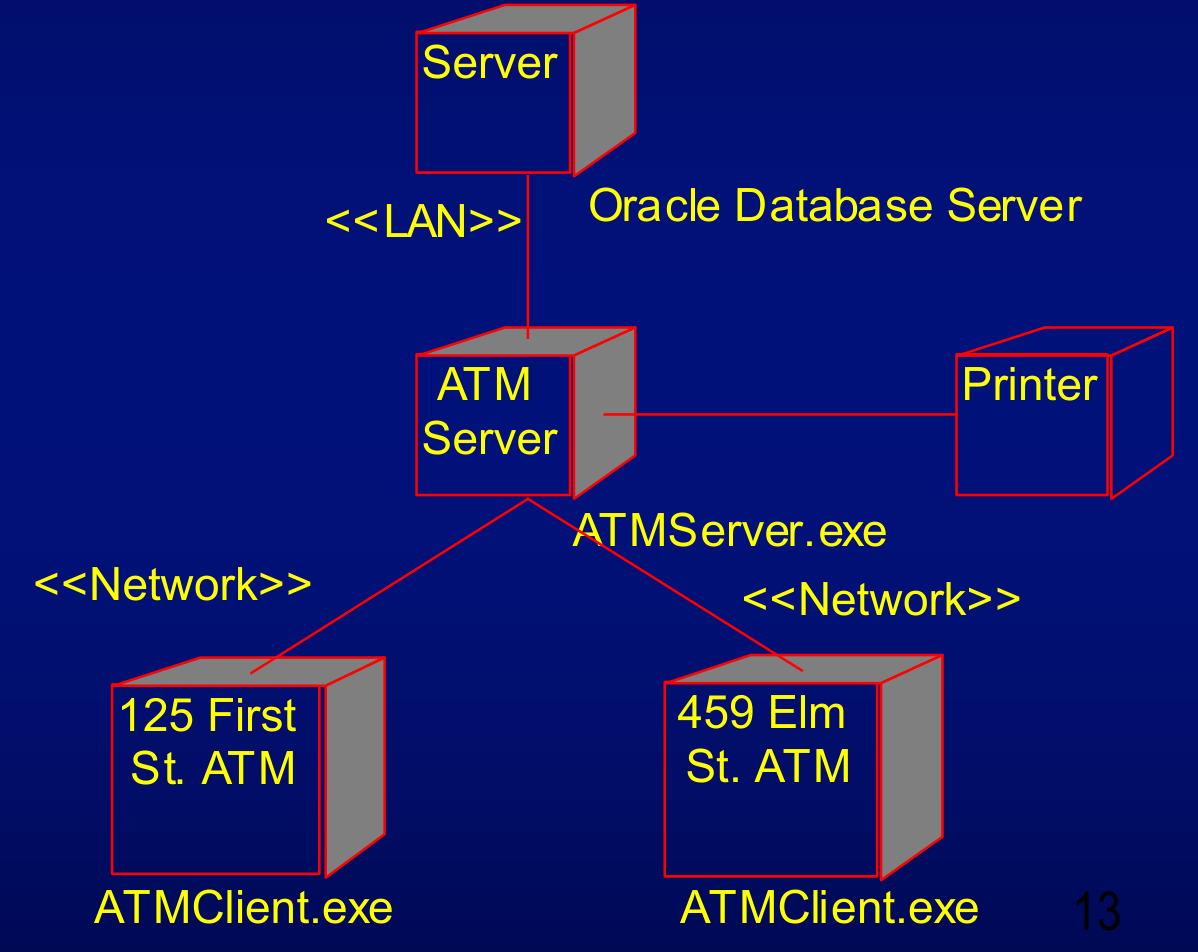 Server
<<LAN>>
Oracle Database Server
ATM
Server
Printer
ATMServer.exe
<<Network>>
<<Network>>
125 First
St. ATM
459 Elm
St. ATM
ATMClient.exe
ATMClient.exe
13